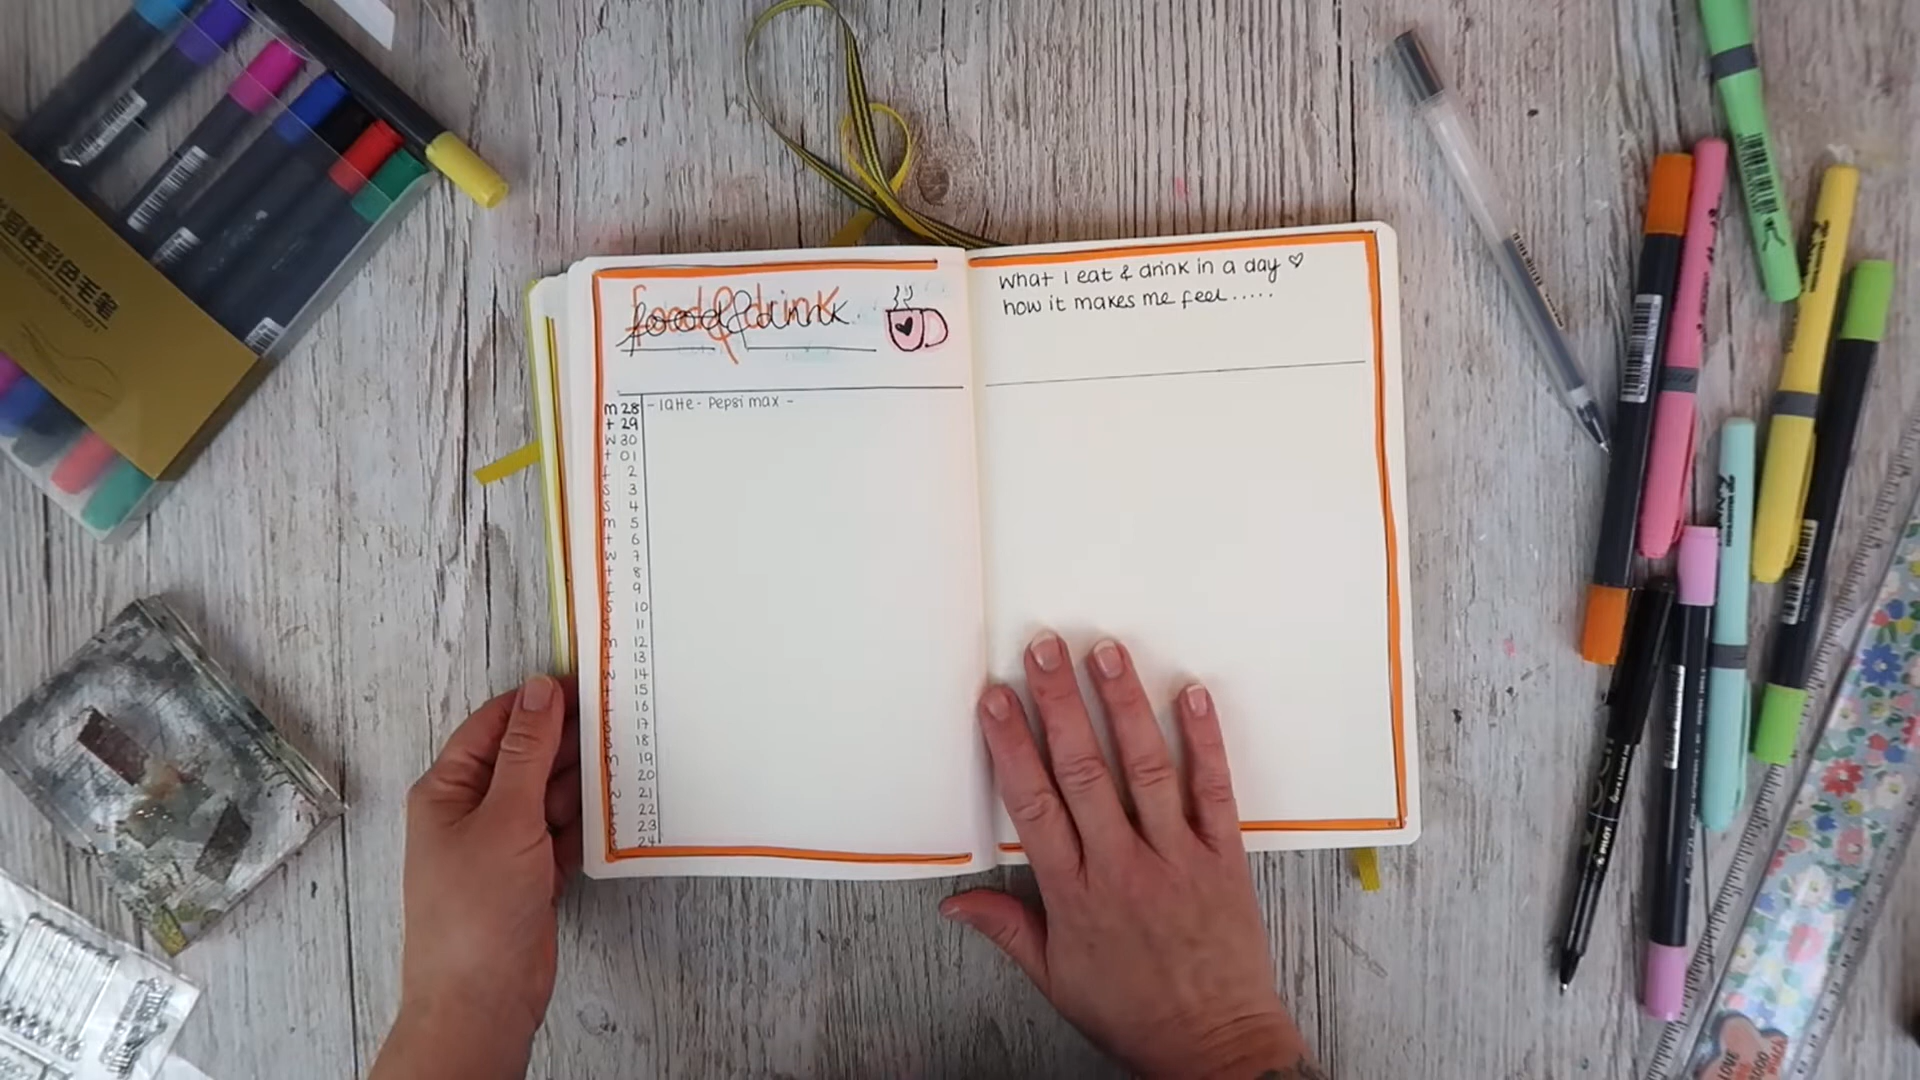 food & drink
m 28 - latte - Pepsi max -
t 29
w 30
t 01
f 2
s 3
s 4
m 5
t 6
w 7
t 8
f 9
s 10
s 11
m 12
t 13
w 14
t 15
f 16
s 17
s 18
m 19
t 20
w 21
t 22
23
24
What I eat & drink in a day ♡
how it makes me feel.....
PILOT
LOVE